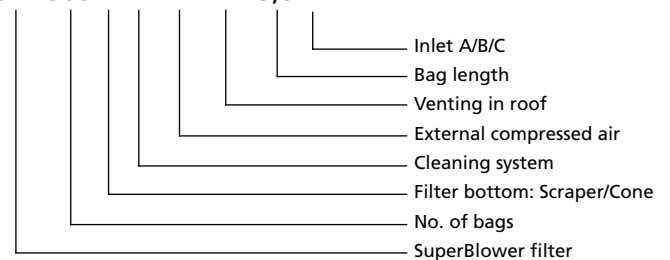 Inlet A/B/C
Bag length
Venting in roof
External compressed air
Cleaning system
Filter bottom: Scraper/Cone
No. of bags
SuperBlower filter